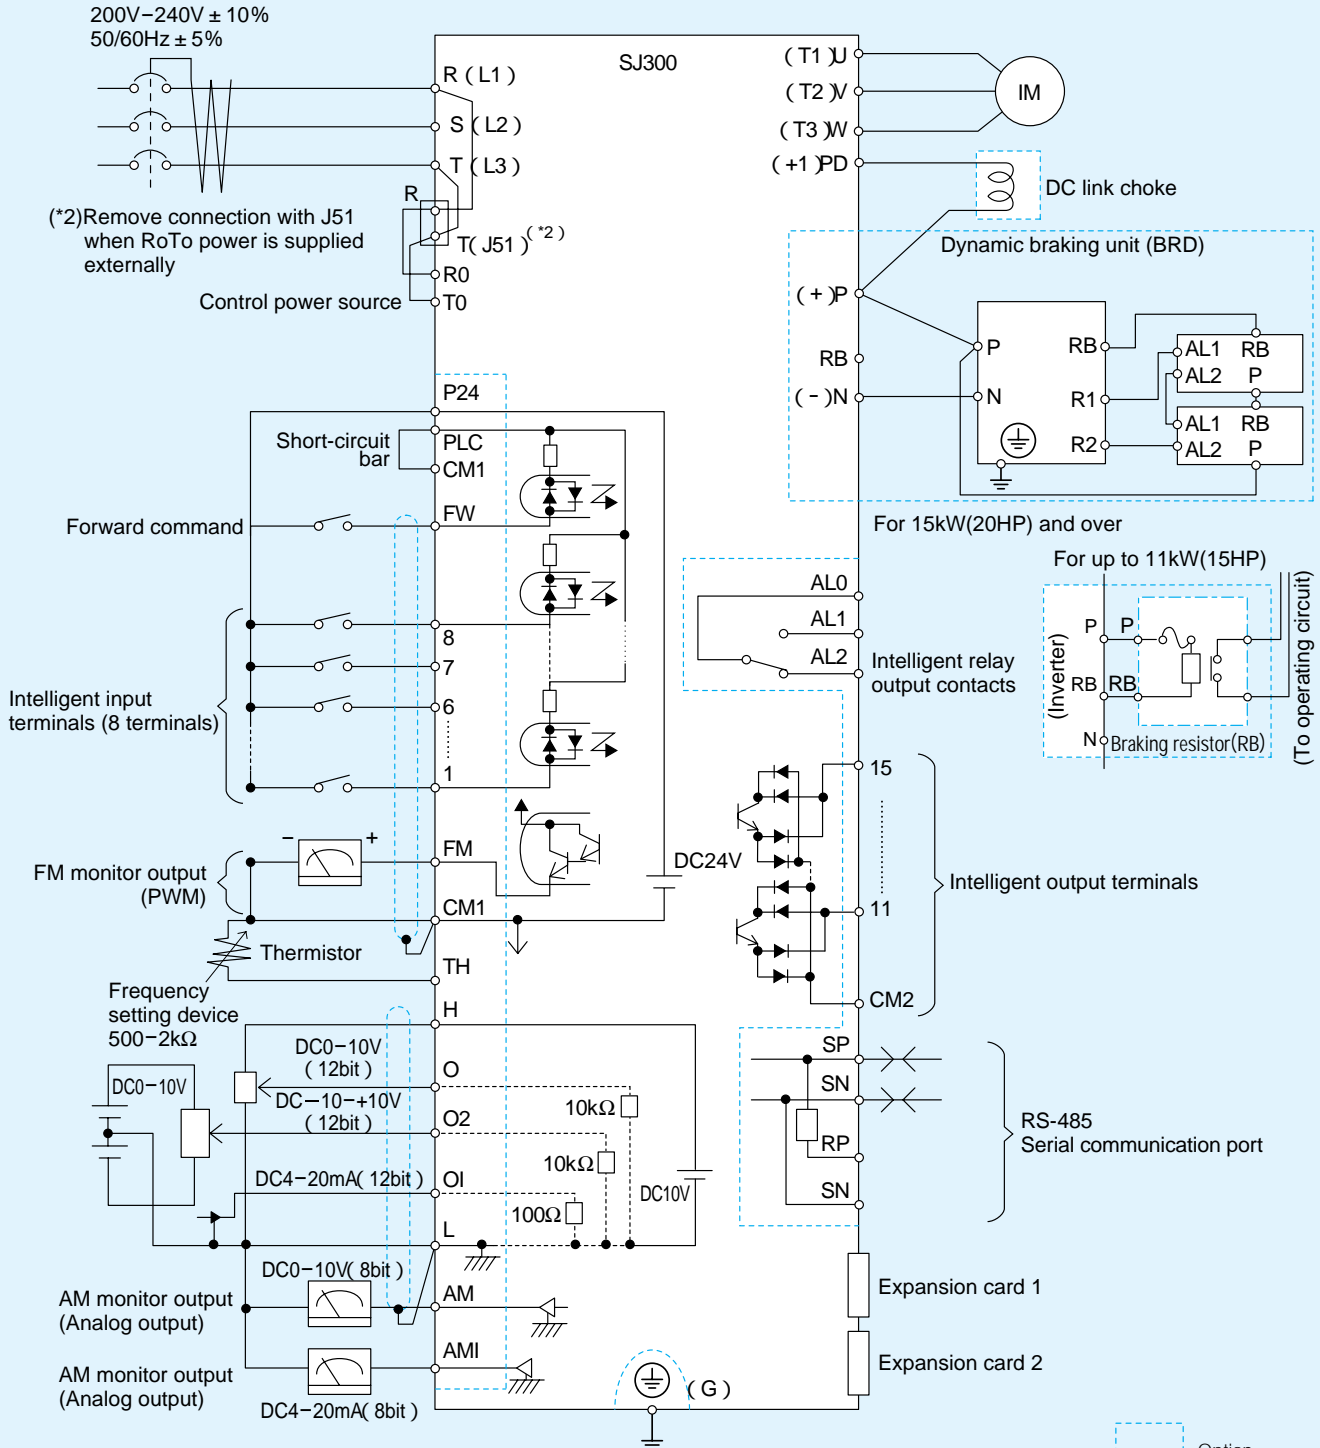 200V−240V ± 10%
50/60Hz ± 5%
SJ300
R ( L1 )
S ( L2 )
T ( L3 )
R
T( J51 )( *2 )
R0
T0
(*2)Remove connection with J51
when RoTo power is supplied
externally
Control power source
( T1 )U
( T2 )V
( T3 )W
( +1 )PD
IM
DC link choke
Dynamic braking unit (BRD)
( + )P
RB
( - )N
P
N
RB
R1
R2
AL1 RB
AL2 P
AL1 RB
AL2 P
For 15kW(20HP) and over
P24
Short-circuit
bar
PLC
CM1
Forward command
FW
8
7
6
1
Intelligent input
terminals (8 terminals)
AL0
AL1
AL2
Intelligent relay
output contacts
For up to 11kW(15HP)
(Inverter)
P
P
RB
RB
N
Braking resistor(RB)
(To operating circuit)
15
11
CM2
Intelligent output terminals
− +
FM monitor output
(PWM)
FM
CM1
DC24V
Thermistor
TH
Frequency
setting device
500−2kΩ
H
DC0−10V
( 12bit )
O
DC0−10V
DC−10−+10V
( 12bit )
O2
10kΩ
10kΩ
DC4−20mA( 12bit )
OI
100Ω
DC10V
L
DC0−10V( 8bit )
AM monitor output
(Analog output)
AM
AM monitor output
(Analog output)
AMI
DC4−20mA( 8bit )
( G )
SP
SN
RP
SN
RS-485
Serial communication port
Expansion card 1
Expansion card 2
Option